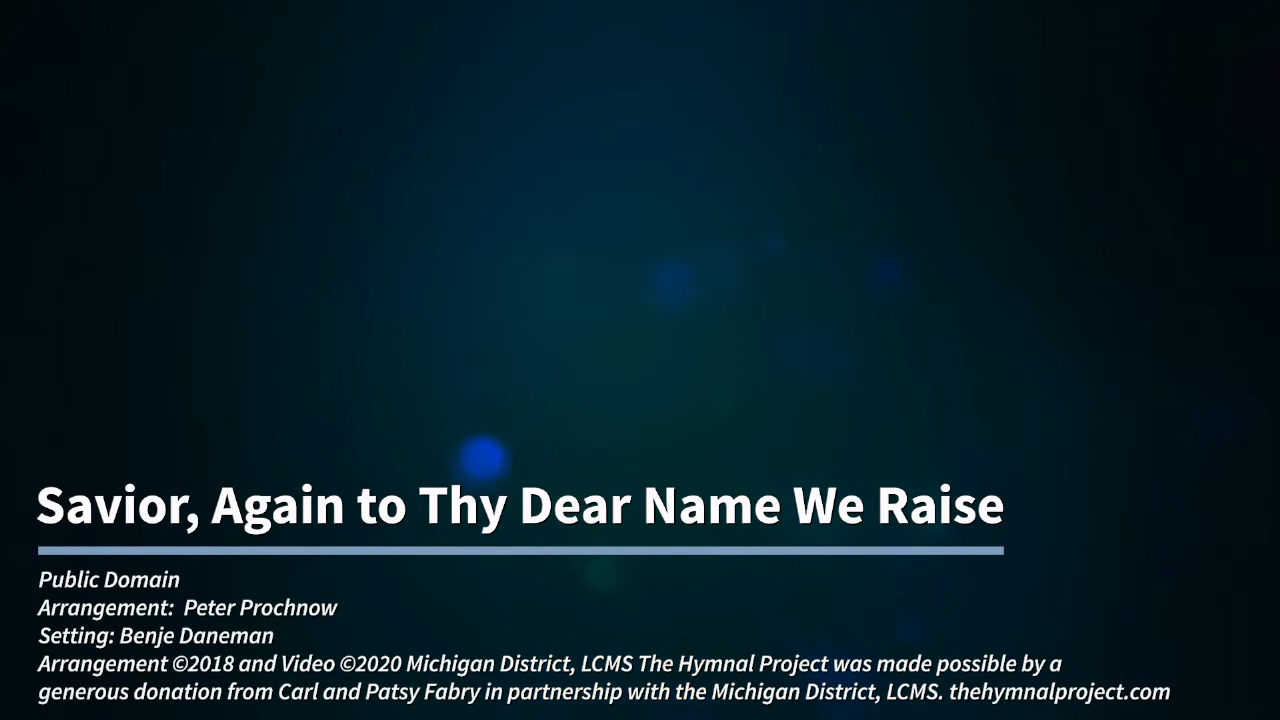 Savior, Again to Thy Dear Name We Raise
Public Domain
Arrangement:  Peter Prochnow
Setting: Benje Daneman
Arrangement ©2018 and Video ©2020 Michigan District, LCMS The Hymnal Project was made possible by a
generous donation from Carl and Patsy Fabry in partnership with the Michigan District, LCMS. thehymnalproject.com